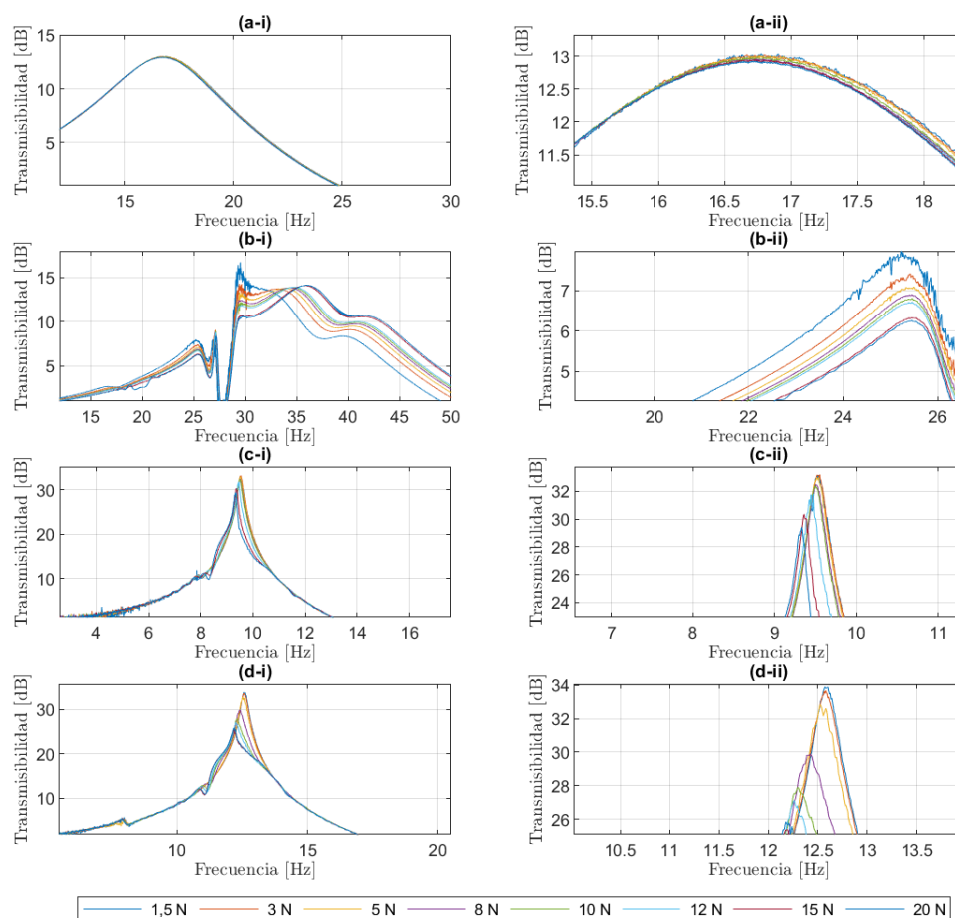 (a-i)
Transmisibilidad [dB]
15
10
5
15 20 25 30
Frecuencia [Hz]
(a-ii)
Transmisibilidad [dB]
13
12.5
12
11.5
15.5 16 16.5 17 17.5 18
Frecuencia [Hz]
(b-i)
Transmisibilidad [dB]
15
10
5
15 20 25 30 35 40 45 50
Frecuencia [Hz]
(b-ii)
Transmisibilidad [dB]
7
6
5
20 22 24 26
Frecuencia [Hz]
(c-i)
Transmisibilidad [dB]
30
20
10
4 6 8 10 12 14 16
Frecuencia [Hz]
(c-ii)
Transmisibilidad [dB]
32
30
28
26
24
7 8 9 10 11
Frecuencia [Hz]
(d-i)
Transmisibilidad [dB]
30
20
10
10 15 20
Frecuencia [Hz]
(d-ii)
Transmisibilidad [dB]
34
32
30
28
26
10.5 11 11.5 12 12.5 13 13.5
Frecuencia [Hz]
1,5 N 3 N 5 N 8 N 10 N 12 N 15 N 20 N